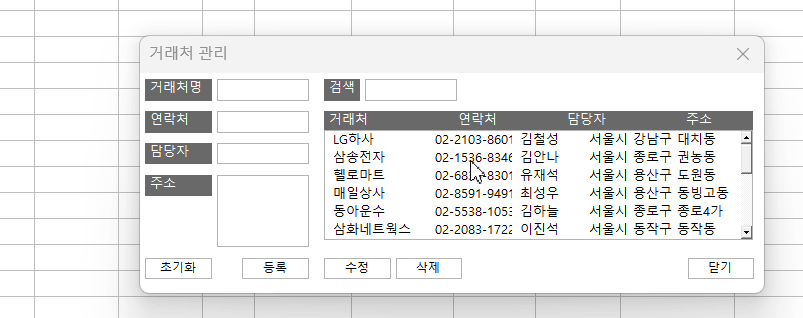 거래처 관리
거래처명
연락처
담당자
주소
검색
거래처 연락처 담당자 주소
LG하사 02-2103-8601 김철성 서울시 강남구 대치동
삼송전자 02-1536-8346 김안나 서울시 종로구 권농동
헬로마트 02-68 8301 유재석 서울시 용산구 도원동
매일상사 02-8591-9491 최성우 서울시 용산구 동빙고동
동아운수 02-5538-1053 김하늘 서울시 종로구 종로4가
삼화네트웍스 02-2083-1722 이진석 서울시 동작구 동작동
초기화 등록 수정 삭제 닫기